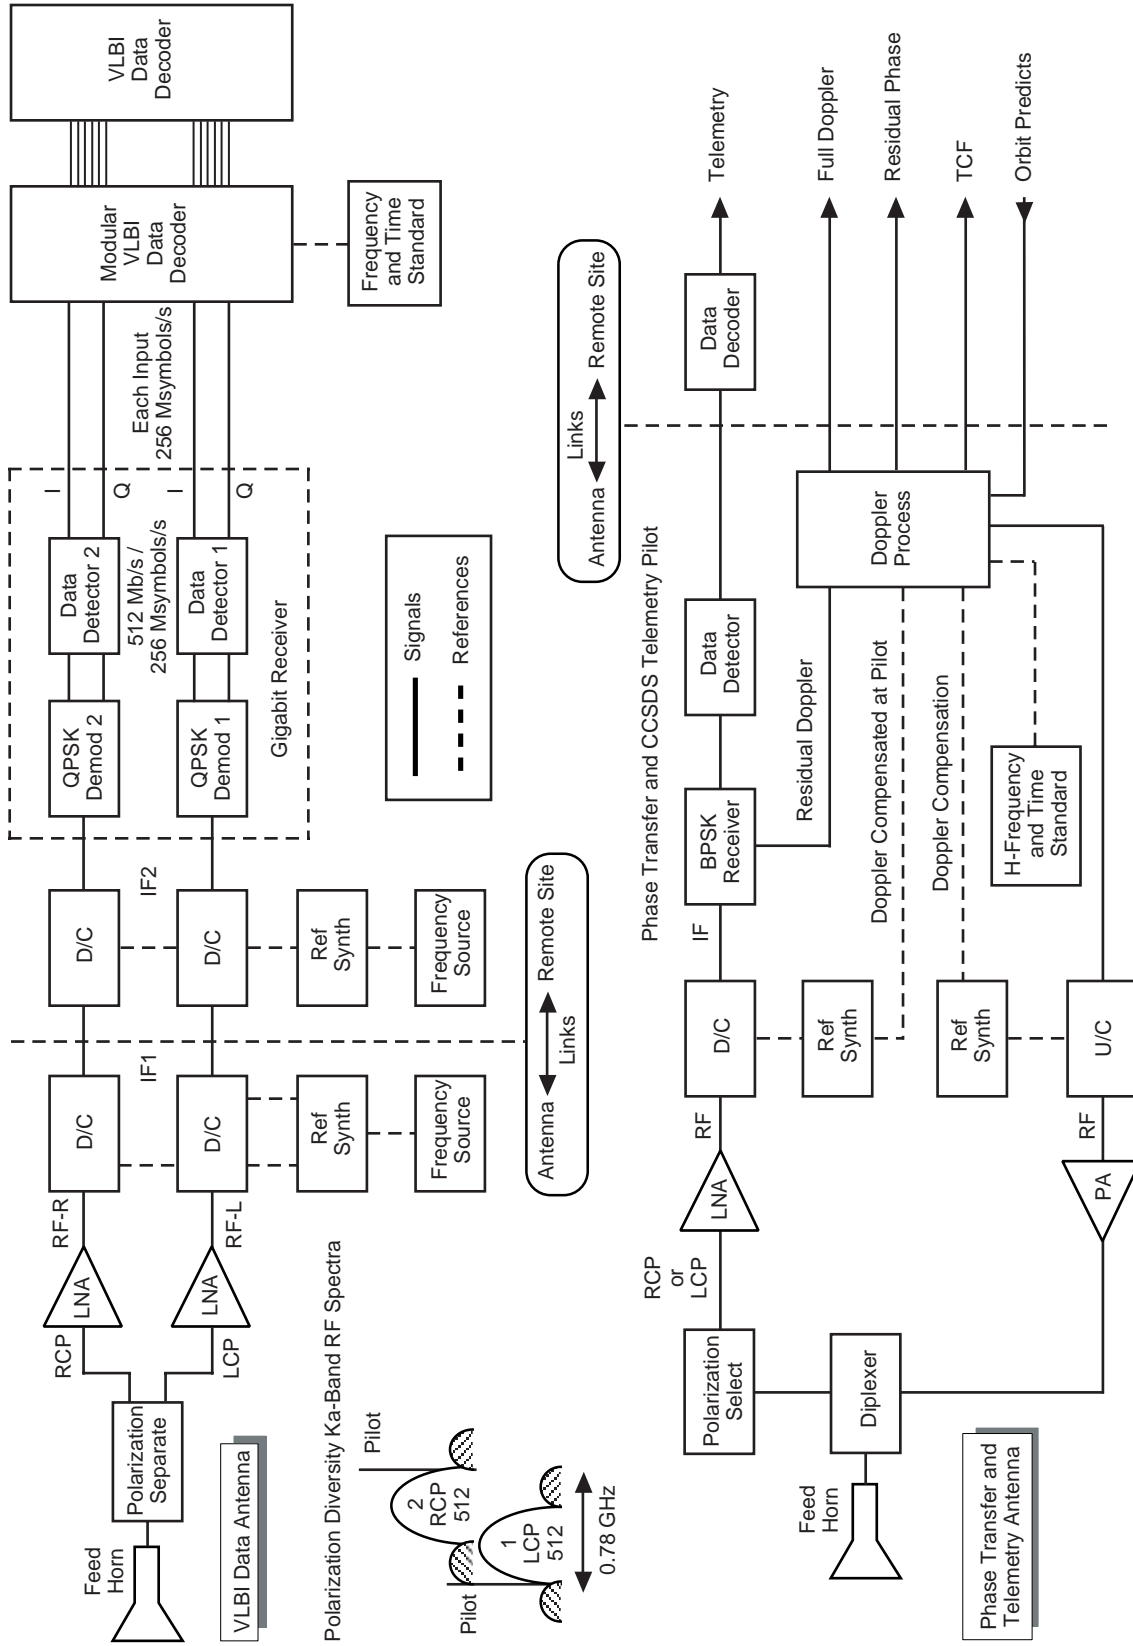 Feed
Horn
Polarization
Separate
RCP
LCP
LNA
LNA
RF-R
RF-L
D/C
D/C
IF1
Ref
Synth
Frequency
Source
D/C
D/C
IF2
Ref
Synth
Frequency
Source
Antenna
Remote Site
Links
QPSK
Demod 2
QPSK
Demod 1
Data
Detector 2
512 Mb/s /
256 Msymbols/s
Data
Detector 1
Gigabit Receiver
I
Q
I
Q
Each Input
256 Msymbols/s
Modular
VLBI
Data
Decoder
VLBI
Data
Decoder
Frequency
and Time
Standard
Signals
References
VLBI Data Antenna
Polarization Diversity Ka-Band RF Spectra
Pilot
Pilot
2
RCP
512
1
LCP
512
0.78 GHz
Phase Transfer and CCSDS Telemetry Pilot
Antenna
Remote Site
Links
Feed
Horn
Diplexer
Polarization
Select
RCP
or
LCP
LNA
RF
D/C
IF
BPSK
Receiver
Data
Detector
Data
Decoder
Telemetry
Ref
Synth
Residual Doppler
Doppler Compensated at Pilot
Doppler Compensation
Ref
Synth
H-Frequency
and Time
Standard
Doppler
Process
Full Doppler
Residual Phase
TCF
Orbit Predicts
U/C
RF
PA
Phase Transfer and
Telemetry Antenna